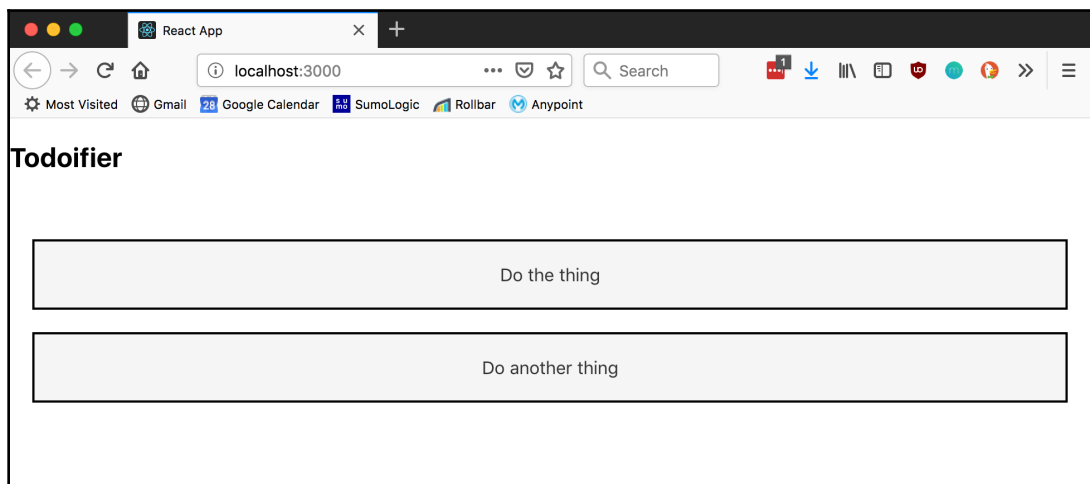 React App
localhost:3000
Search
1
Most Visited
Gmail
28
Google Calendar
SUMO
SumoLogic
Rollbar
Anypoint
Todoifier
Do the thing
Do another thing